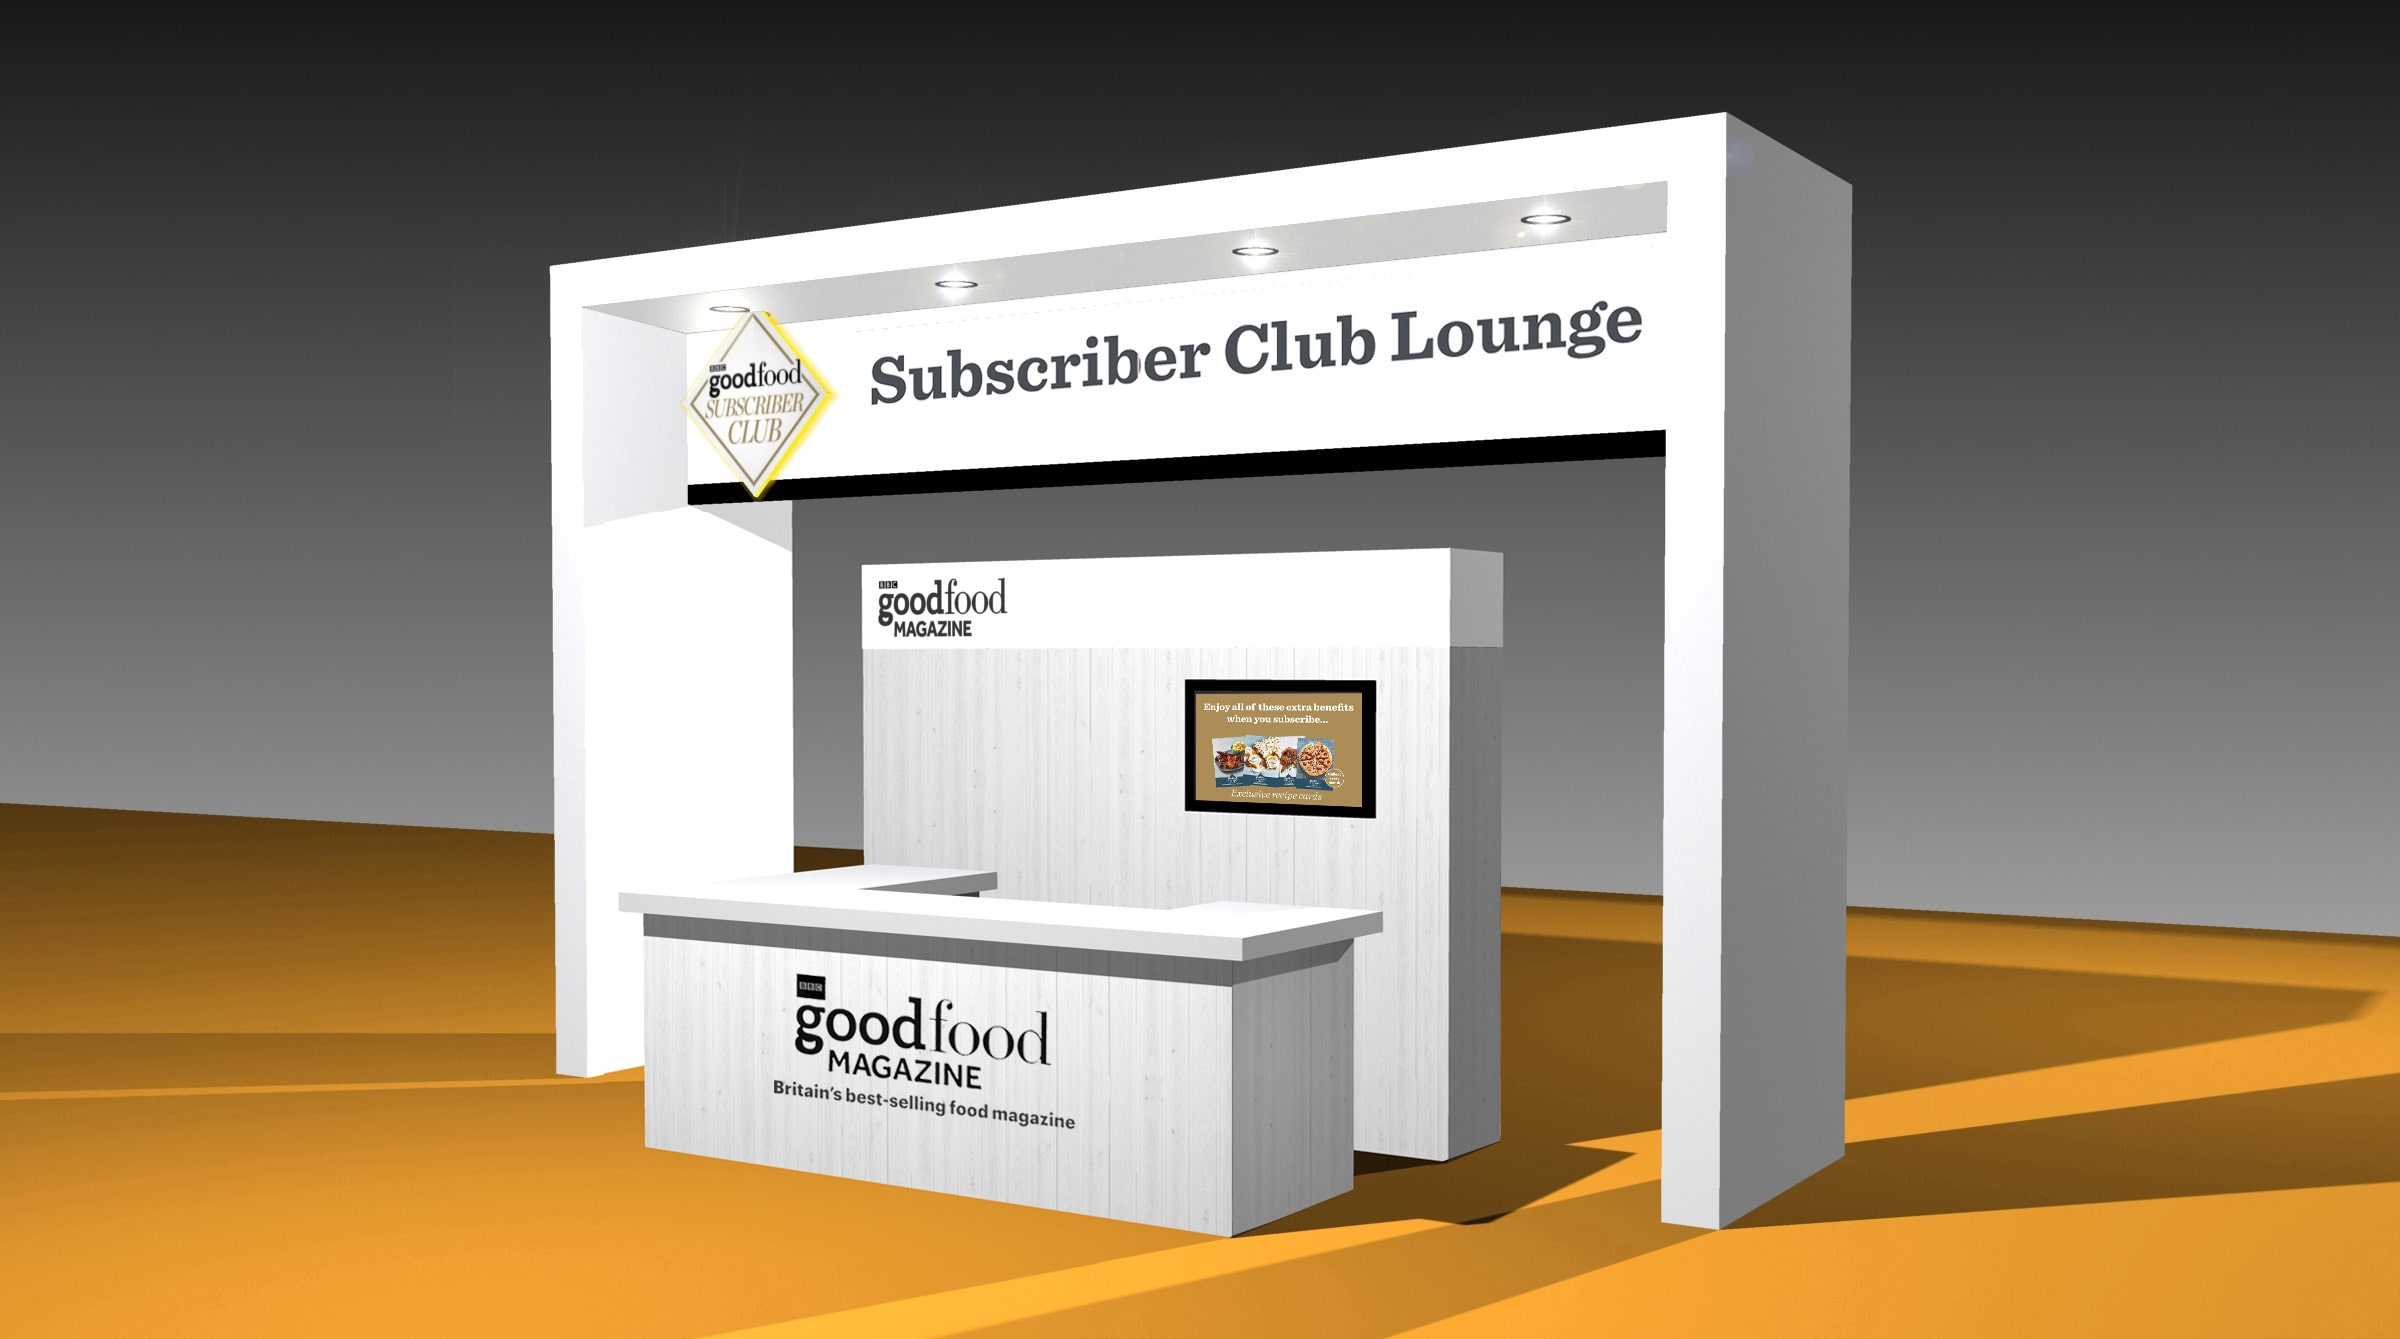 Subscriber Club Lounge
BBC
goodfood
SUBSCRIBER
CLUB
BBC
goodfood
MAGAZINE
Enjoy all of these extra benefits
when you subscribe...
Exclusive recipe cards
BBC
goodfood
MAGAZINE
Britain's best-selling food magazine